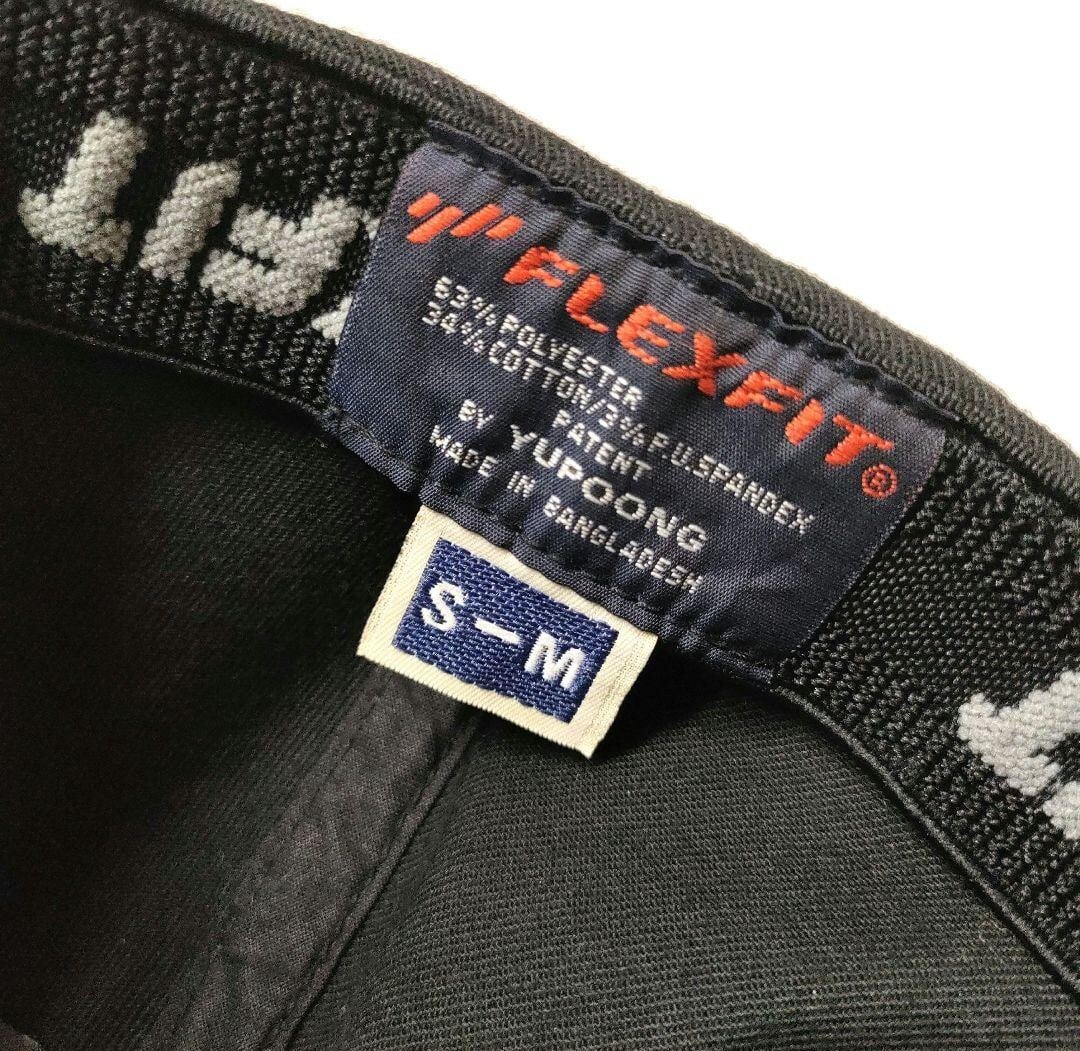 FLEXFIT®
63% POLYESTER
34% COTTON/3% P.U.SPANDEX
PATENT
BY YUPOONG
MADE IN BANGLADESH
S-M